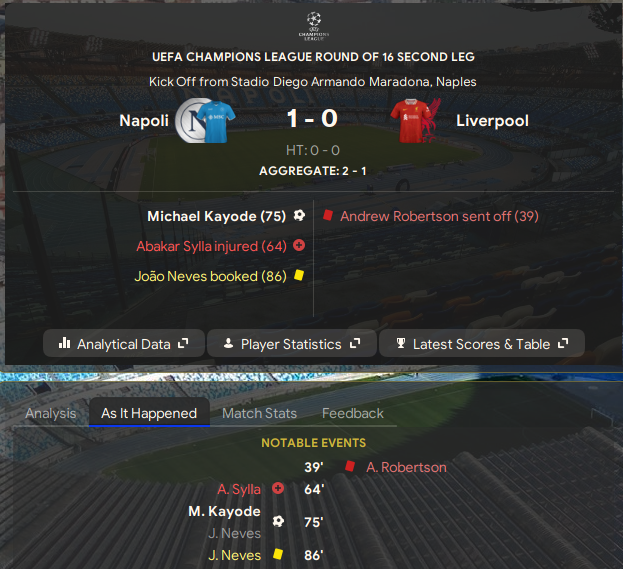 CHAMPIONS
LEAGUE
UEFA CHAMPIONS LEAGUE ROUND OF 16 SECOND LEG
Kick Off from Stadio Diego Armando Maradona, Naples
Napoli 1 - 0 Liverpool
HT: 0 - 0
AGGREGATE: 2 - 1
Michael Kayode (75) Andrew Robertson sent off (39)
Abakar Sylla injured (64)
João Neves booked (86)
Analytical Data Player Statistics Latest Scores & Table
Analysis As It Happened Match Stats Feedback
NOTABLE EVENTS
39' A. Robertson
A. Sylla 64'
M. Kayode
75'
J. Neves
J. Neves 86'